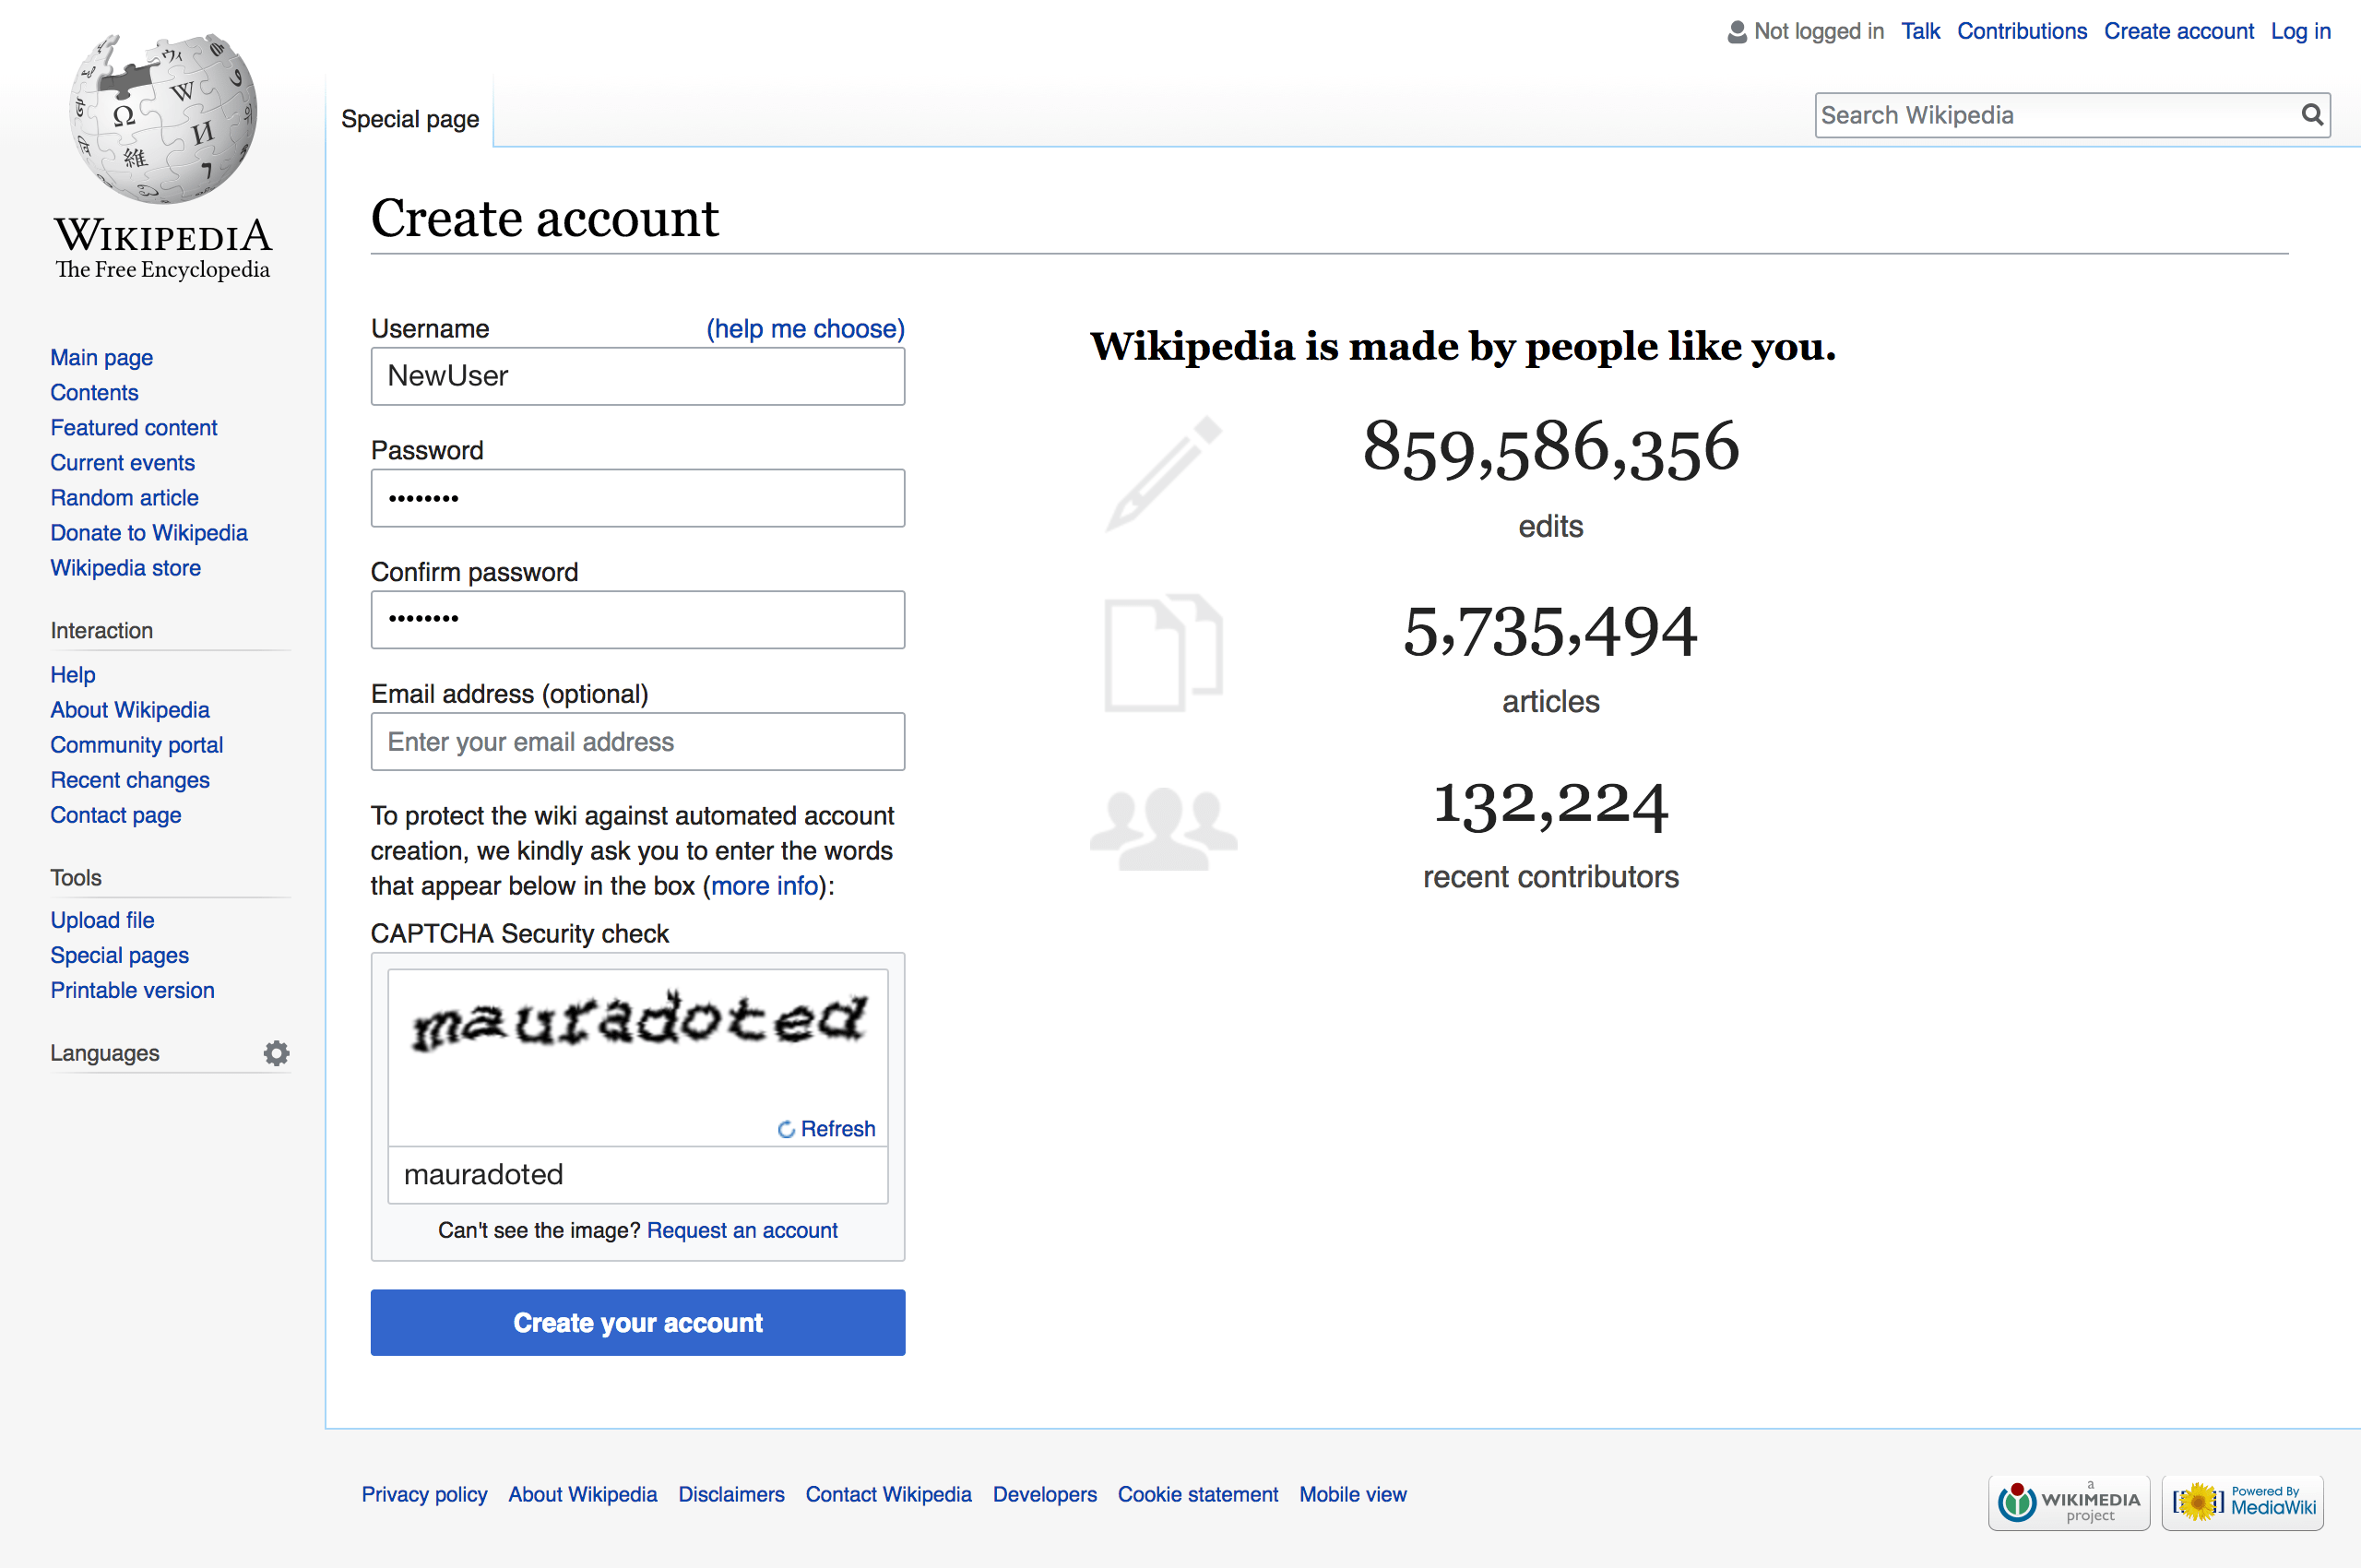 Not logged in Talk Contributions Create account Log in
Special page
Search Wikipedia
WIKIPEDIA
The Free Encyclopedia
Main page
Contents
Featured content
Current events
Random article
Donate to Wikipedia
Wikipedia store
Interaction
Help
About Wikipedia
Community portal
Recent changes
Contact page
Tools
Upload file
Special pages
Printable version
Languages
Create account
Username (help me choose)
NewUser
Password
••••••••
Confirm password
••••••••
Email address (optional)
Enter your email address
To protect the wiki against automated account
creation, we kindly ask you to enter the words
that appear below in the box (more info):
CAPTCHA Security check
mauradoted
Refresh
mauradoted
Can't see the image? Request an account
Create your account
Wikipedia is made by people like you.
859,586,356
edits
5,735,494
articles
132,224
recent contributors
Privacy policy About Wikipedia Disclaimers Contact Wikipedia Developers Cookie statement Mobile view
a
WIKIMEDIA
project
Powered By
MediaWiki